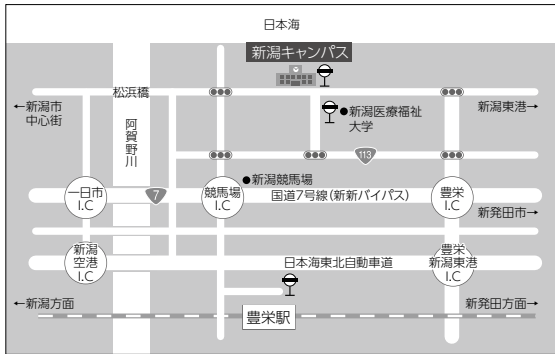 日本海
新潟キャンパス
松浜橋
←新潟市
中心街
新潟東港→
●新潟医療福祉
大学
阿賀野川
113
●新潟競馬場
一日市
I.C
7
競馬場
I.C
国道7号線(新新バイパス)
豊栄
I.C
新発田市→
新潟
空港
I.C
日本海東北自動車道
豊栄
新潟東港
I.C
←新潟方面
豊栄駅
新発田方面→